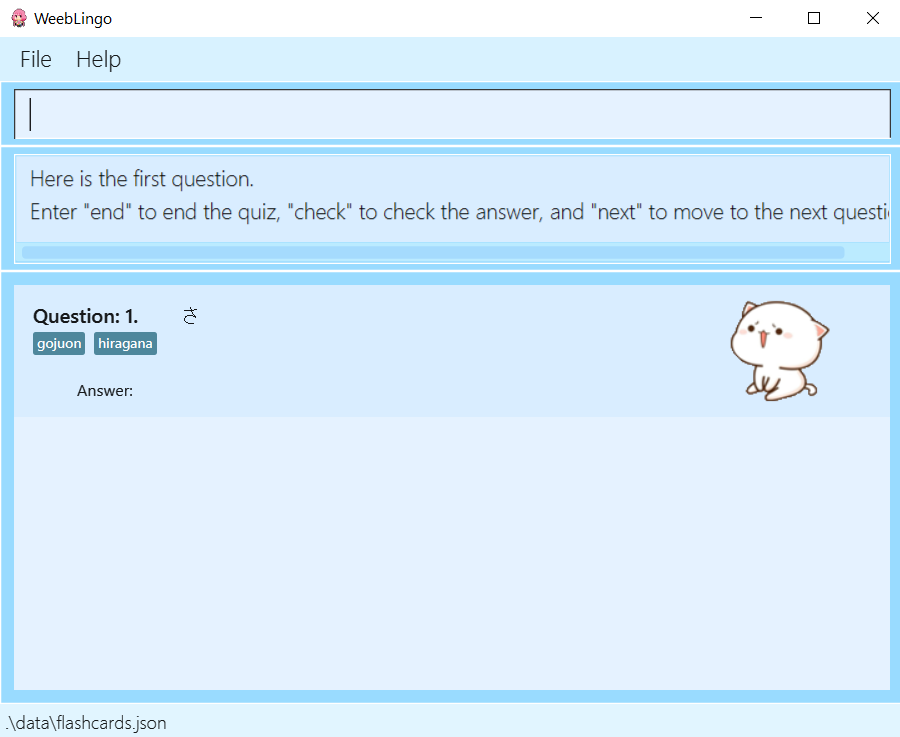 WeebLingo
File Help
Here is the first question.
Enter "end" to end the quiz, "check" to check the answer, and "next" to move to the next questi
Question: 1. さ
gojuon hiragana
Answer:
.\data\flashcards.json